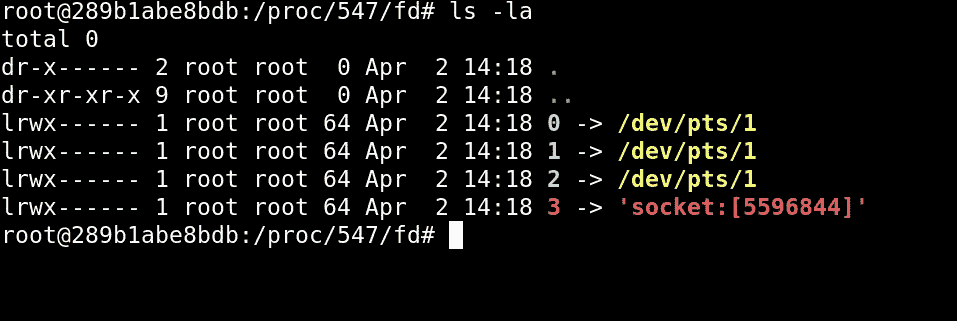 root@289b1abe8bdb:/proc/547/fd# ls -la
total 0
dr-x------ 2 root root  0 Apr  2 14:18 .
dr-xr-xr-x 9 root root  0 Apr  2 14:18 ..
lrwx------ 1 root root 64 Apr  2 14:18 0 -> /dev/pts/1
lrwx------ 1 root root 64 Apr  2 14:18 1 -> /dev/pts/1
lrwx------ 1 root root 64 Apr  2 14:18 2 -> /dev/pts/1
lrwx------ 1 root root 64 Apr  2 14:18 3 -> 'socket:[5596844]'
root@289b1abe8bdb:/proc/547/fd#